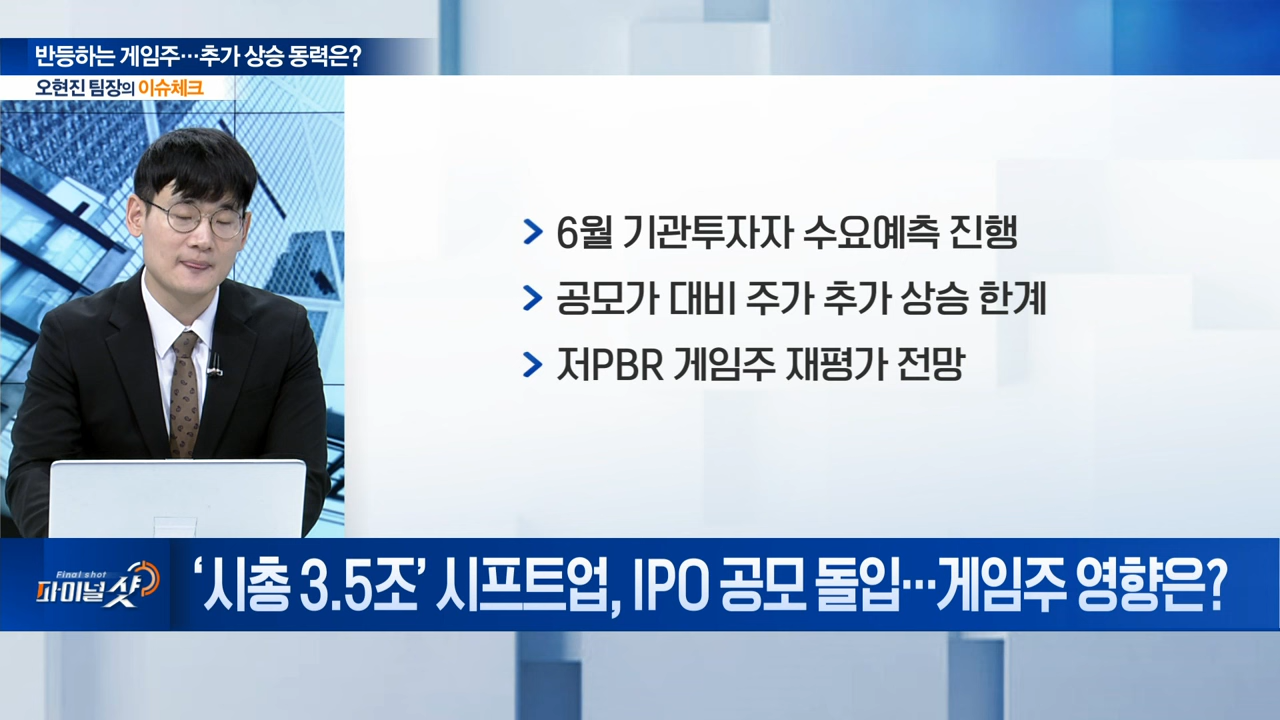 반등하는 게임주…추가 상승 동력은?
오현진 팀장의 이슈체크
> 6월 기관투자자 수요예측 진행
> 공모가 대비 주가 추가 상승 한계
> 저PBR 게임주 재평가 전망
Final shot
파이널 샷
‘시총 3.5조’ 시프트업, IPO 공모 돌입…게임주 영향은?